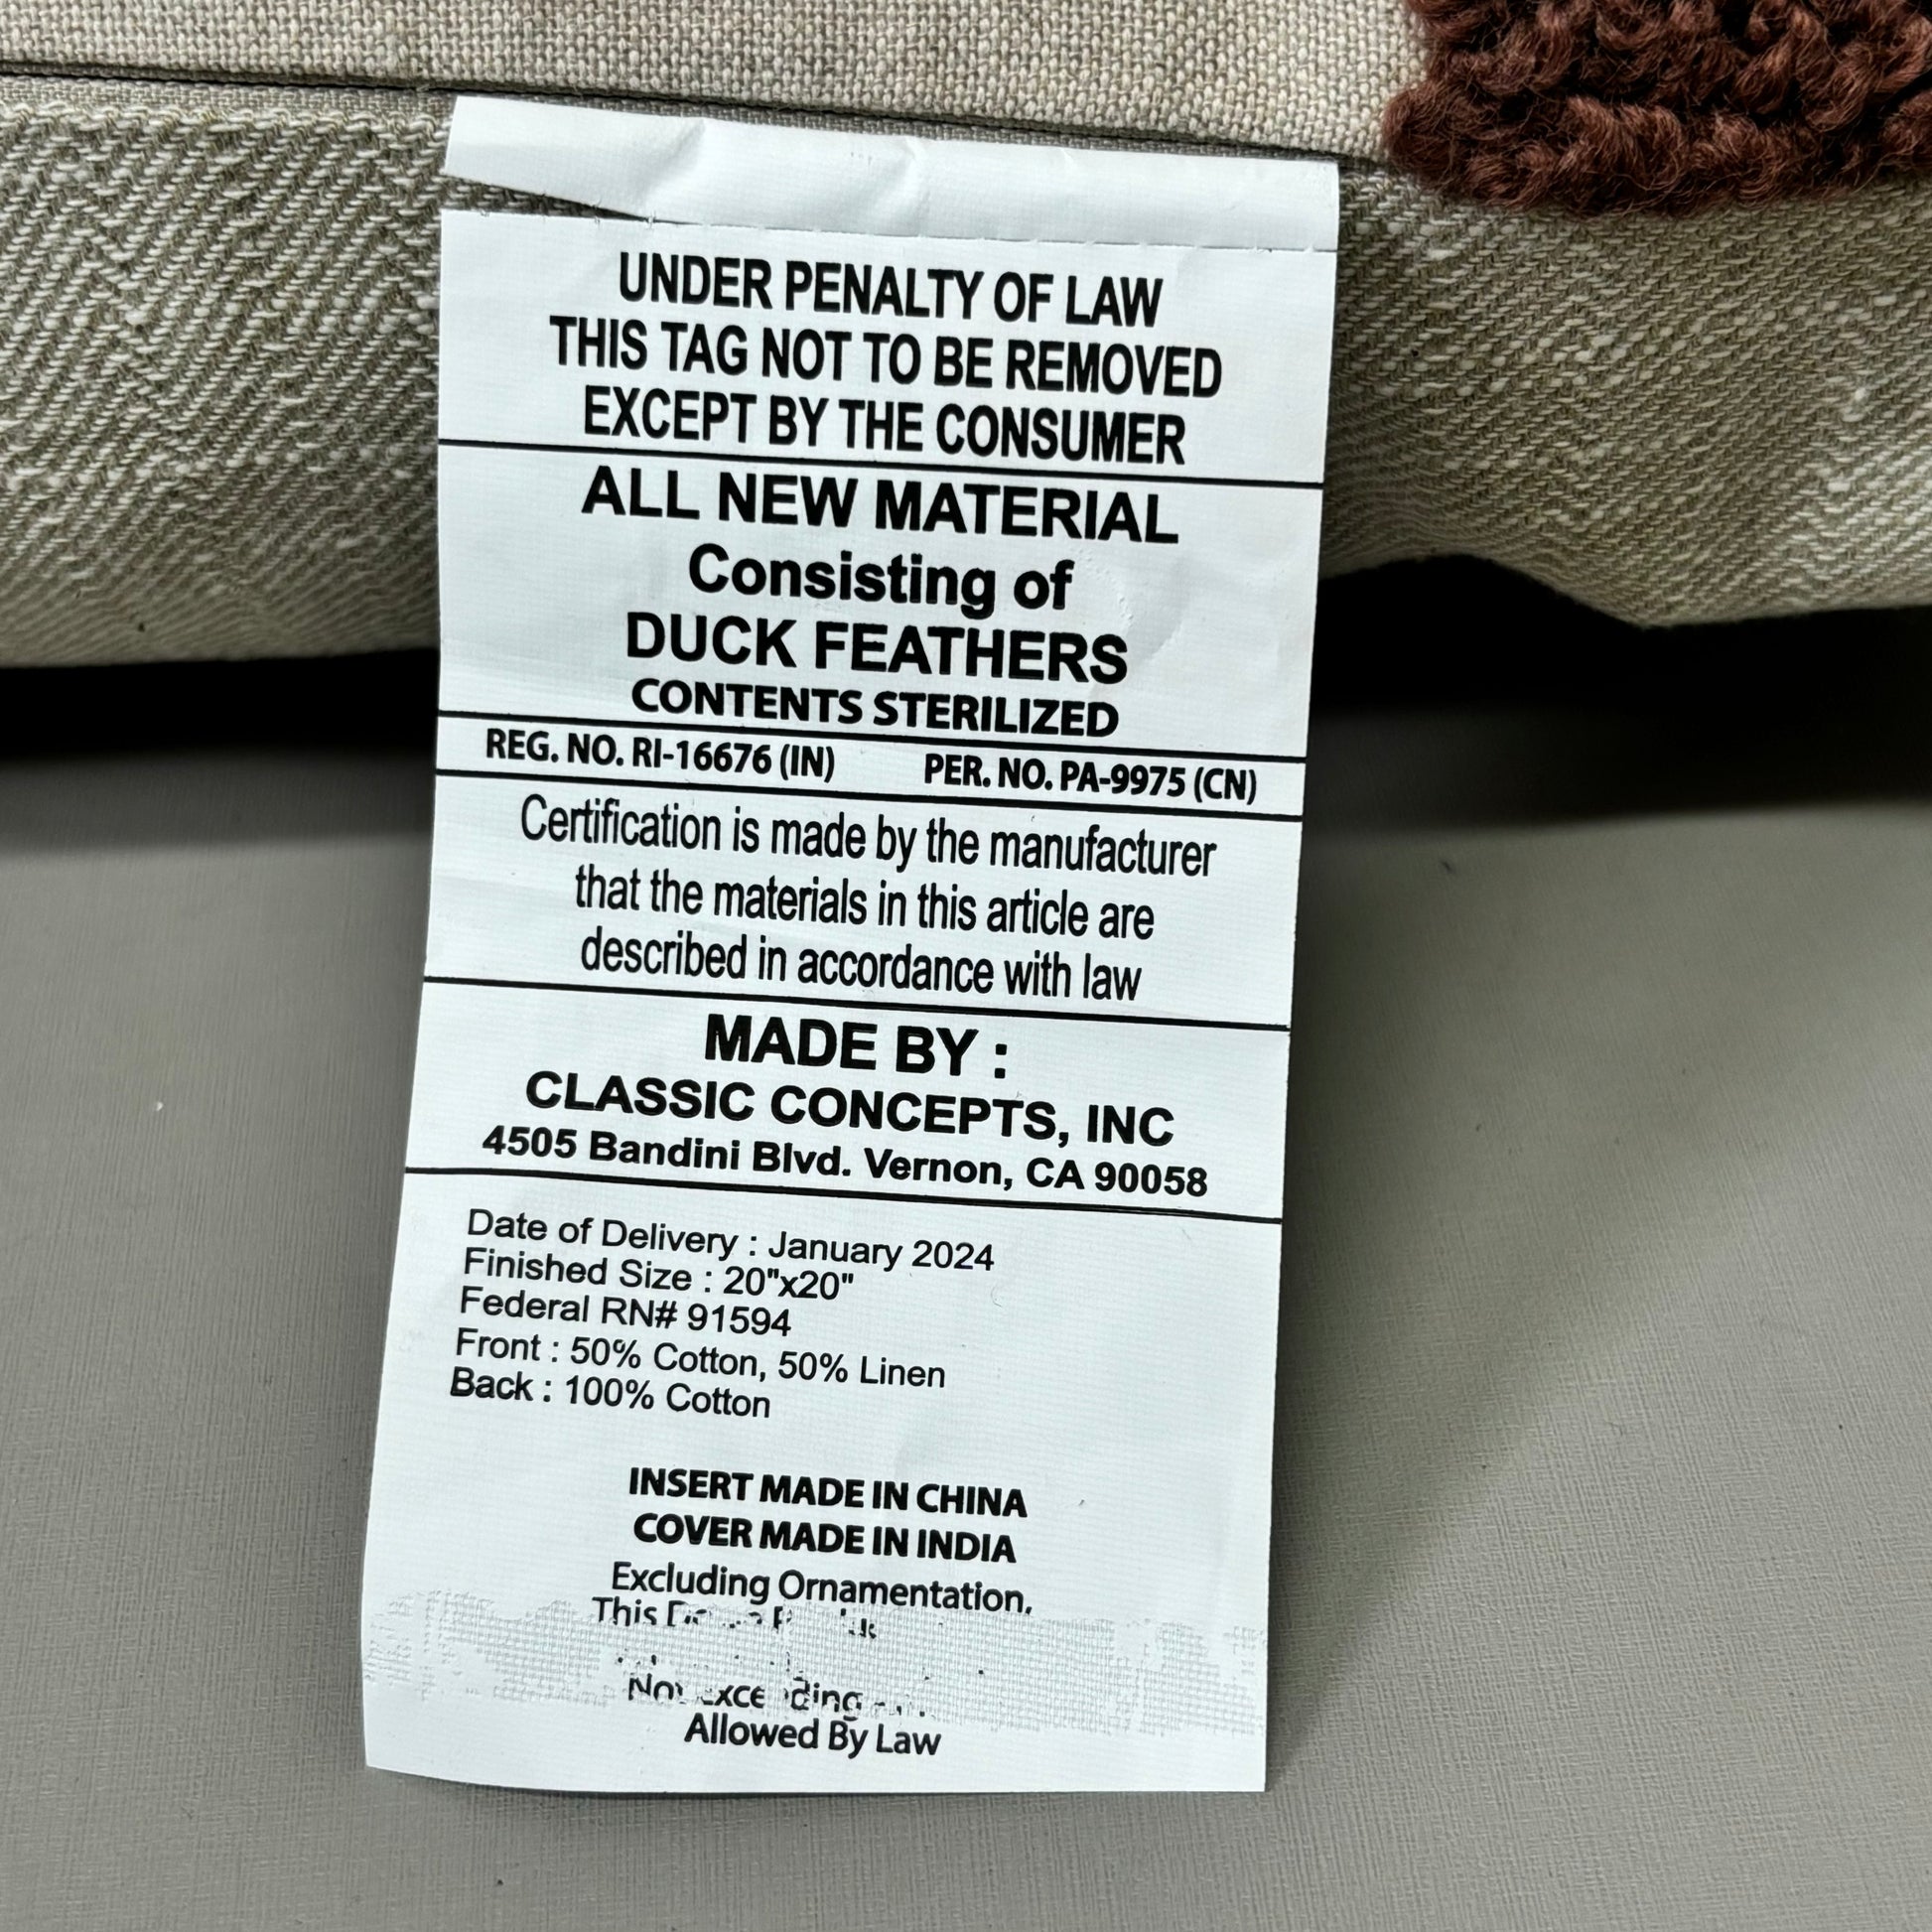 UNDER PENALTY OF LAW
THIS TAG NOT TO BE REMOVED
EXCEPT BY THE CONSUMER
ALL NEW MATERIAL
Consisting of
DUCK FEATHERS
CONTENTS STERILIZED
REG. NO. RI-16676 (IN) PER. NO. PA-9975 (CN)
Certification is made by the manufacturer
that the materials in this article are
described in accordance with law
MADE BY :
CLASSIC CONCEPTS, INC
4505 Bandini Blvd. Vernon, CA 90058
Date of Delivery : January 2024
Finished Size : 20"x20"
Federal RN# 91594
Front : 50% Cotton, 50% Linen
Back : 100% Cotton
INSERT MADE IN CHINA
COVER MADE IN INDIA
Excluding Ornamentation.
This
Allowed By Law